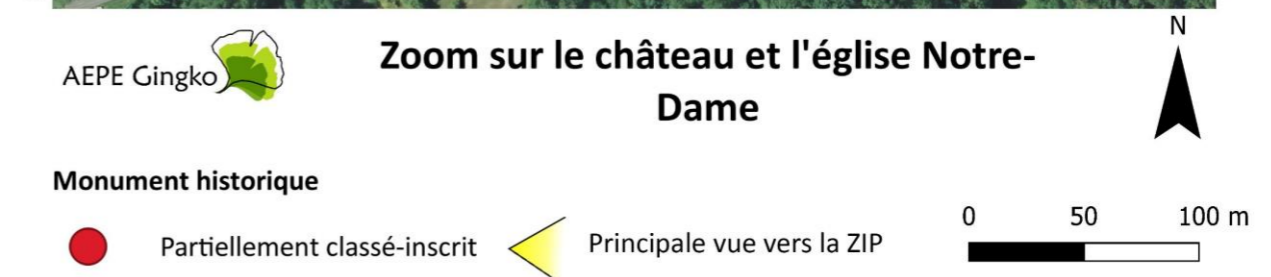 N
AEPE Gingko
Zoom sur le château et l'église Notre-
Dame
Monument historique
0 50 100 m
Partiellement classé-inscrit
Principale vue vers la ZIP